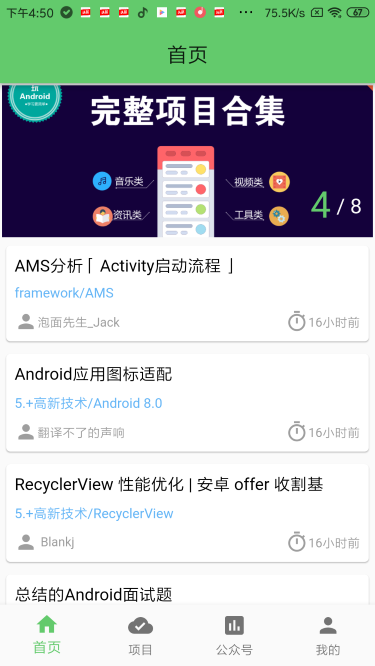 下午4:50
75.5K/s
67
首页
Android
完整项目合集
音乐类
视频类
资讯类
工具类
4 / 8
AMS分析「 Activity启动流程 」
framework/AMS
泡面先生_Jack
16小时前
Android应用图标适配
5.+高新技术/Android 8.0
翻译不了的声响
16小时前
RecyclerView 性能优化 | 安卓 offer 收割基
5.+高新技术/RecyclerView
Blankj
16小时前
总结的Android面试题
首页
项目
公众号
我的